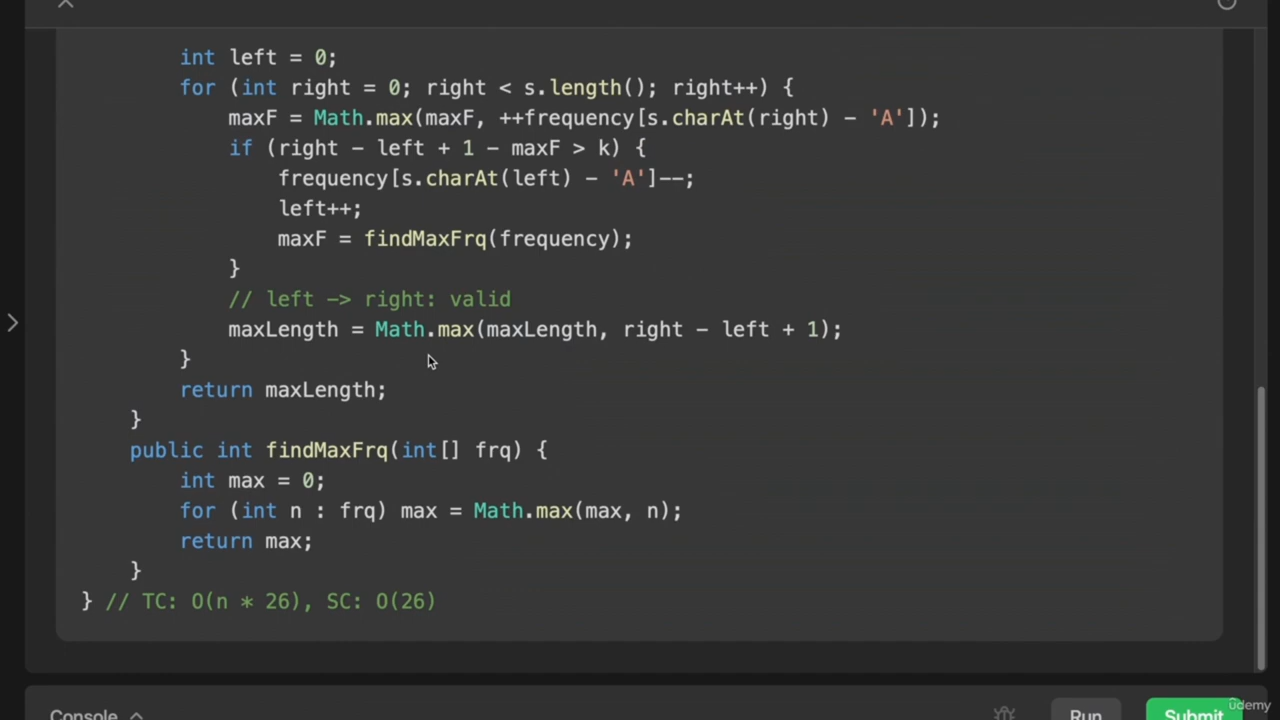 int left = 0;
for (int right = 0; right < s.length(); right++) {
maxF = Math.max(maxF, ++frequency[s.charAt(right) - 'A']);
if (right - left + 1 - maxF > k) {
frequency[s.charAt(left) - 'A']--;
left++;
maxF = findMaxFrq(frequency);
}
// left -> right: valid
maxLength = Math.max(maxLength, right - left + 1);
}
return maxLength;
}
public int findMaxFrq(int[] frq) {
int max = 0;
for (int n : frq) max = Math.max(max, n);
return max;
}
} // TC: O(n * 26), SC: O(26)
Console
Run
Submit
ûdemy